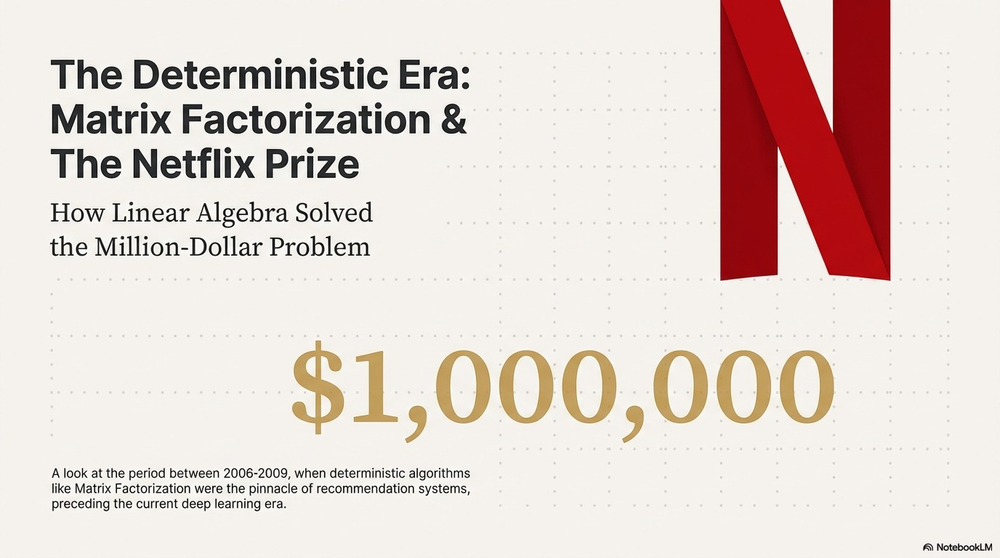 The Deterministic Era:
Matrix Factorization &
The Netflix Prize
How Linear Algebra Solved
the Million-Dollar Problem
$1,000,000
A look at the period between 2006-2009, when deterministic algorithms
like Matrix Factorization were the pinnacle of recommendation systems,
preceding the current deep learning era.
NotebookLM